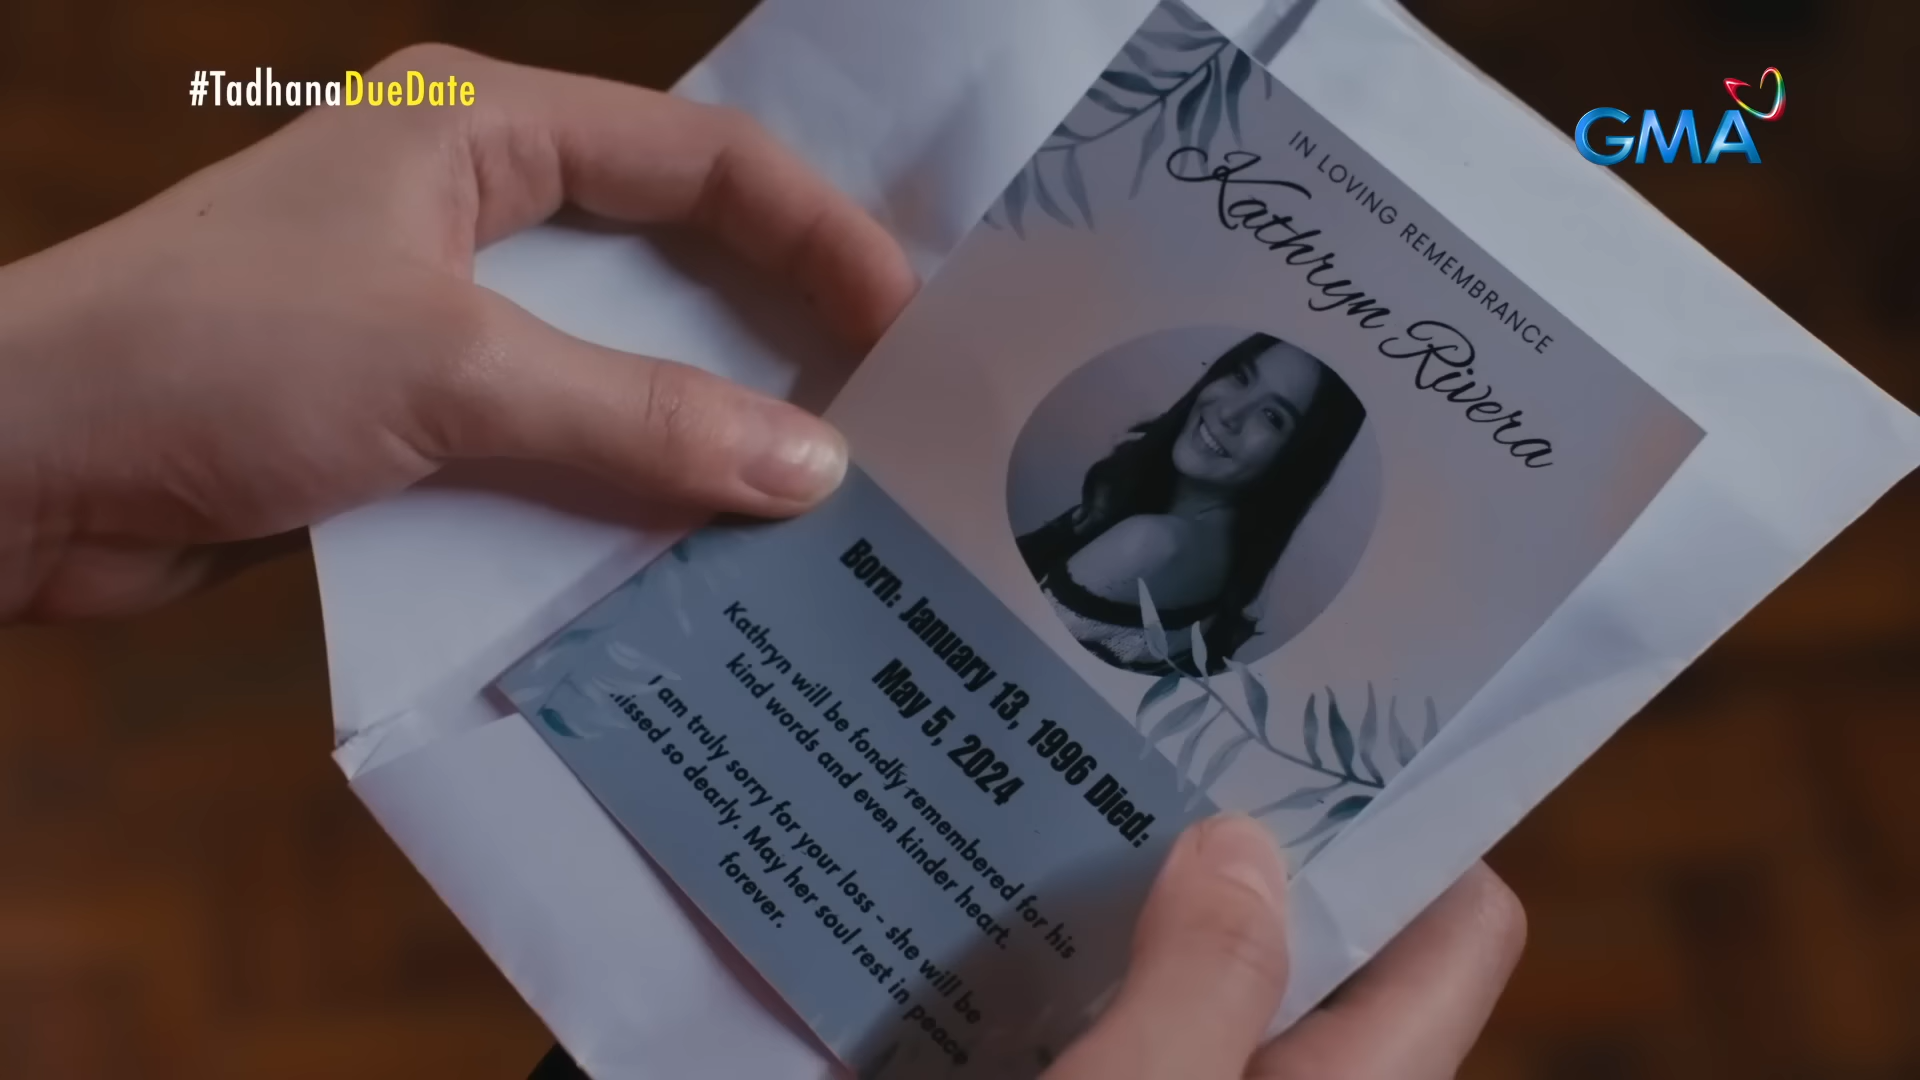 #TadhanaDueDate
GMA
IN LOVING REMEMBRANCE
Kathryn Rivera
Born: January 13, 1996 Died:
May 5, 2024
Kathryn will be fondly remembered for his
kind words and even kinder heart.
I am truly sorry for your loss - she will be
missed so dearly. May her soul rest in peace
forever.